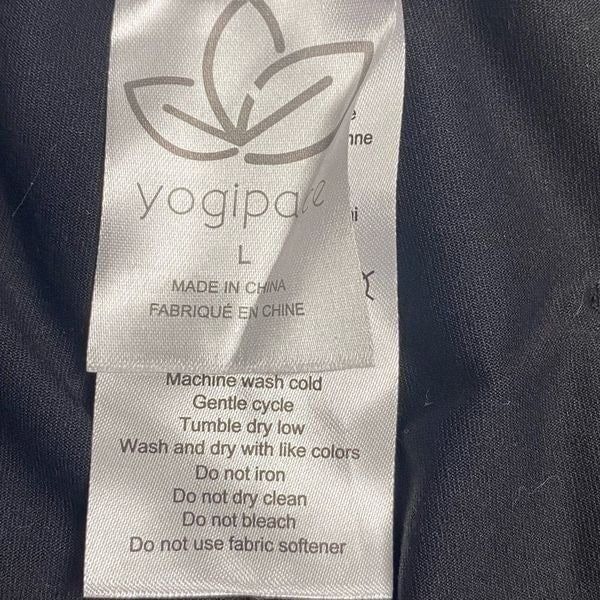 yogipace
L
MADE IN CHINA
FABRIQUÉ EN CHINE
Machine wash cold
Gentle cycle
Tumble dry low
Wash and dry with like colors
Do not iron
Do not dry clean
Do not bleach
Do not use fabric softener